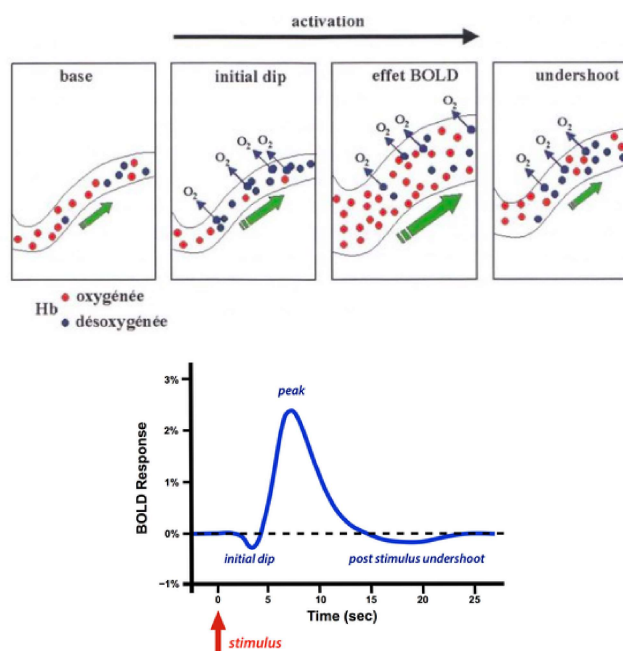 activation
base
initial dip
effet BOLD
undershoot
O2
O2
O2
O2
O2
O2
O2
O2
O2
O2
O2
O2
Hb
oxygénée
désoxygénée
3%
peak
2%
1%
0%
initial dip
post stimulus undershoot
−1%
BOLD Response
0
5
10
15
20
25
Time (sec)
stimulus